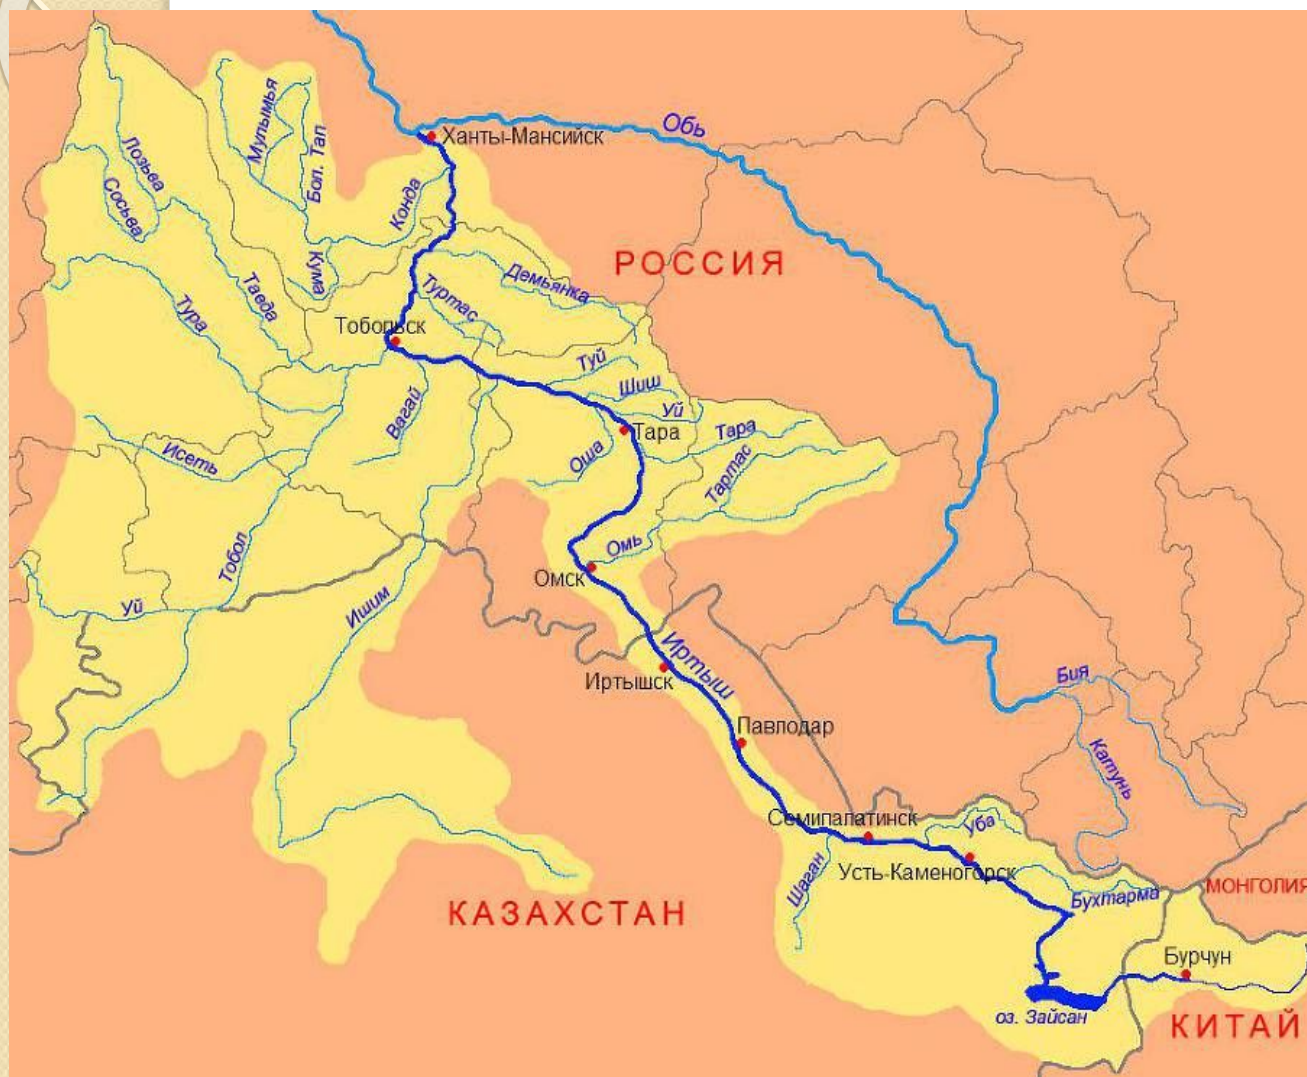 Обь
Ханты-Мансийск
Мулымья
Бол. Тап
Лозьва
Сосьва
Конда
Кума
РОССИЯ
Демьянка
Туртас
Тавда
Тура
Тобольск
Туй
Шиш
Уй
Вагай
Тара
Тара
Оша
Тартас
Исеть
Омь
Тобол
Омск
Ишим
Уй
Иртыш
Иртышск
Бия
Павлодар
Катунь
Семипалатинск
Уба
Усть-Каменогорск
Шаган
Бухтарма
МОНГОЛИЯ
КАЗАХСТАН
Бурчун
оз. Зайсан
КИТАЙ